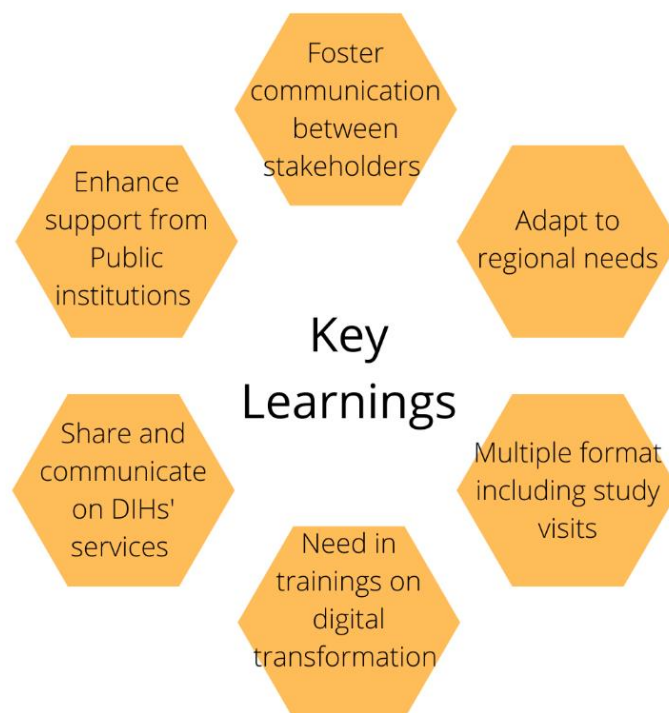 Foster
communication
between
stakeholders
Enhance
support from
Public
institutions
Adapt to
regional needs
Key
Learnings
Share and
communicate
on DIHs'
services
Multiple format
including study
visits
Need in
trainings on
digital
transformation